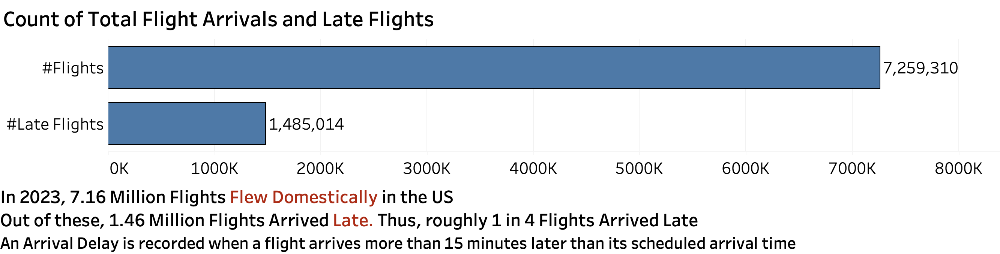 Count of Total Flight Arrivals and Late Flights
#Flights 7,259,310
#Late Flights 1,485,014
0K 1000K 2000K 3000K 4000K 5000K 6000K 7000K 8000K
In 2023, 7.16 Million Flights Flew Domestically in the US
Out of these, 1.46 Million Flights Arrived Late. Thus, roughly 1 in 4 Flights Arrived Late
An Arrival Delay is recorded when a flight arrives more than 15 minutes later than its scheduled arrival time